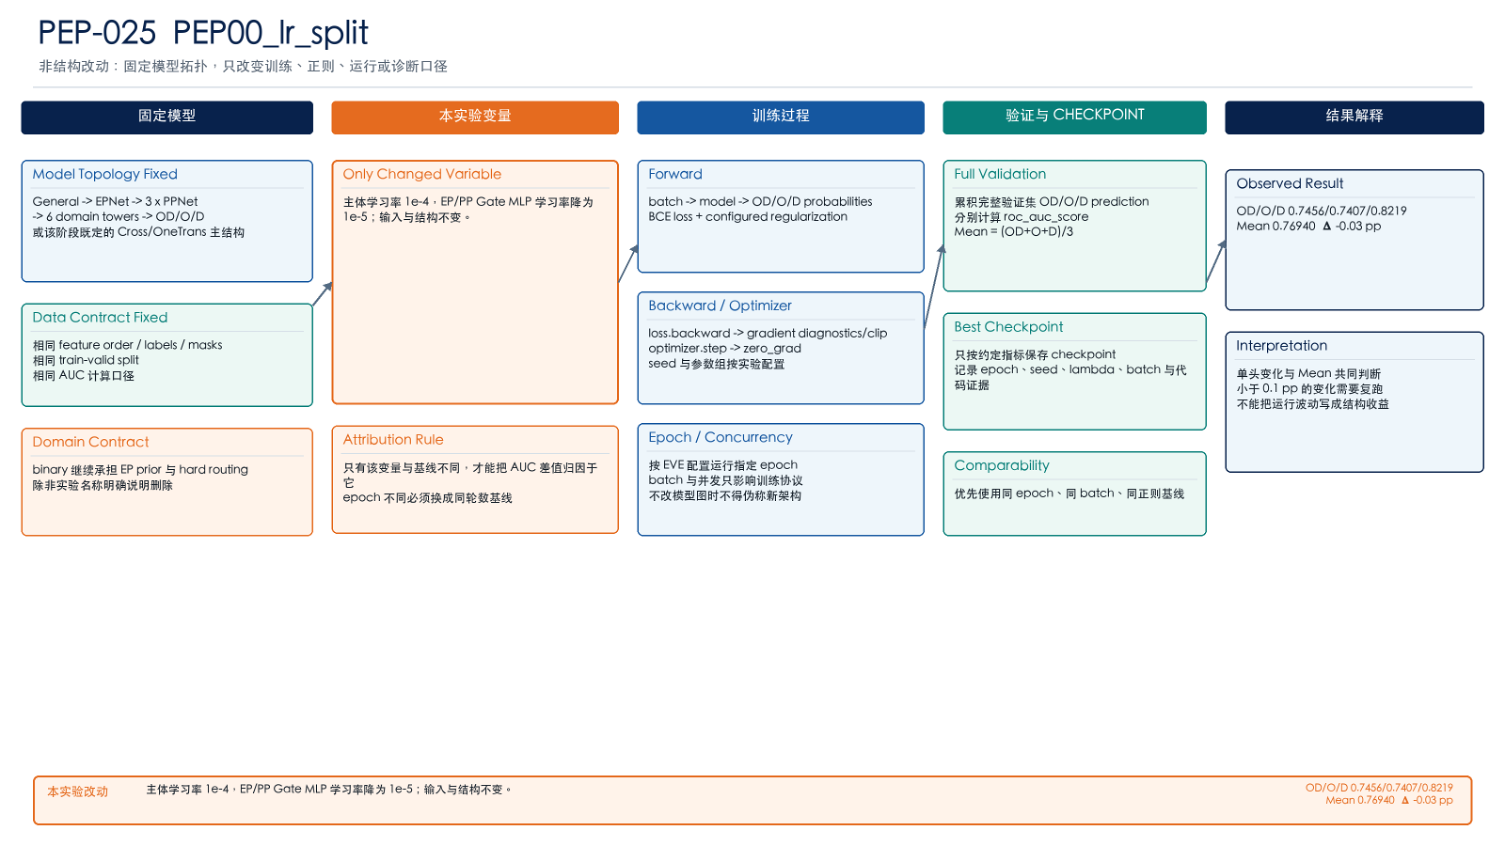 PEP-025 PEP00_lr_split
非结构改动：固定模型拓扑，只改变训练、正则、运行或诊断口径
固定模型
本实验变量
训练过程
验证与 CHECKPOINT
结果解释
Model Topology Fixed
General -> EPNet -> 3 x PPNet
-> 6 domain towers -> OD/O/D
或该阶段既定的 Cross/OneTrans 主结构
Data Contract Fixed
相同 feature order / labels / masks
相同 train-valid split
相同 AUC 计算口径
Domain Contract
binary 继续承担 EP prior 与 hard routing
除非实验名称明确说明删除
Only Changed Variable
主体学习率 1e-4，EP/PP Gate MLP 学习率降为
1e-5；输入与结构不变。
Attribution Rule
只有该变量与基线不同，才能把 AUC 差值归因于
它
epoch 不同必须换成同轮数基线
Forward
batch -> model -> OD/O/D probabilities
BCE loss + configured regularization
Backward / Optimizer
loss.backward -> gradient diagnostics/clip
optimizer.step -> zero_grad
seed 与参数组按实验配置
Epoch / Concurrency
按 EVE 配置运行指定 epoch
batch 与并发只影响训练协议
不改模型图时不得伪称新架构
Full Validation
累积完整验证集 OD/O/D prediction
分别计算 roc_auc_score
Mean = (OD+O+D)/3
Best Checkpoint
只按约定指标保存 checkpoint
记录 epoch、seed、lambda、batch 与代
码证据
Comparability
优先使用同 epoch、同 batch、同正则基线
Observed Result
OD/O/D 0.7456/0.7407/0.8219
Mean 0.76940 Δ -0.03 pp
Interpretation
单头变化与 Mean 共同判断
小于 0.1 pp 的变化需要复跑
不能把运行波动写成结构收益
本实验改动
主体学习率 1e-4，EP/PP Gate MLP 学习率降为 1e-5；输入与结构不变。
OD/O/D 0.7456/0.7407/0.8219
Mean 0.76940 Δ -0.03 pp